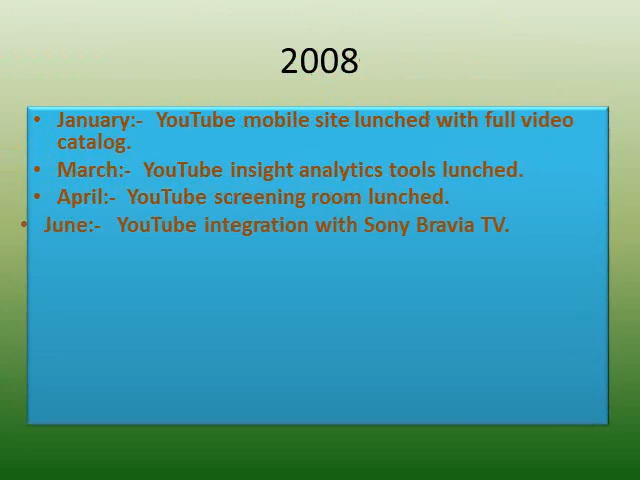 2008
• January:- YouTube mobile site lunched with full video
catalog.
• March:- YouTube insight analytics tools lunched.
• April:- YouTube screening room lunched.
• June:- YouTube integration with Sony Bravia TV.